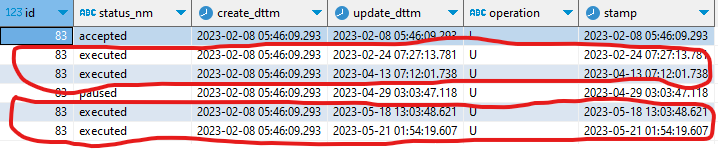 123 id ABC status_nm create_dttm update_dttm ABC operation stamp
83 accepted 2023-02-08 05:46:09.293 2023-02-08 05:46:09.293 U 2023-02-08 05:46:09.293
83 executed 2023-02-08 05:46:09.293 2023-02-24 07:27:13.781 U 2023-02-24 07:27:13.781
83 executed 2023-02-08 05:46:09.293 2023-04-13 07:12:01.738 U 2023-04-13 07:12:01.738
83 paused 2023-02-08 05:46:09.293 2023-04-29 03:03:47.118 U 2023-04-29 03:03:47.118
83 executed 2023-02-08 05:46:09.293 2023-05-18 13:03:48.621 U 2023-05-18 13:03:48.621
83 executed 2023-02-08 05:46:09.293 2023-05-21 01:54:19.607 U 2023-05-21 01:54:19.607